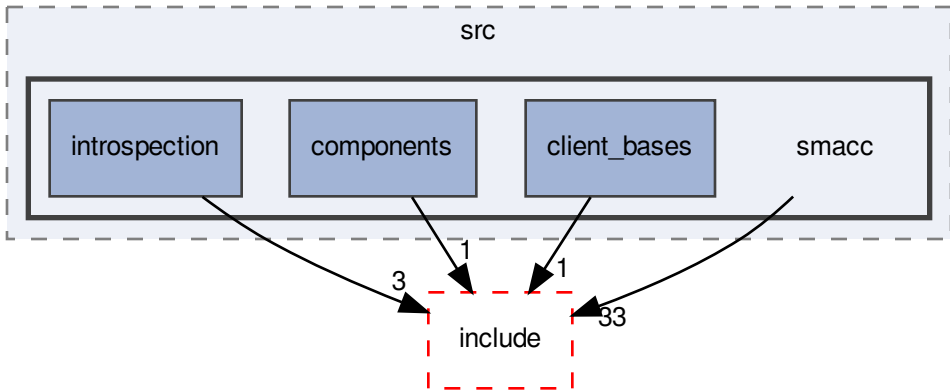 src
introspection
components
client_bases
smacc
1
3
1
33
include